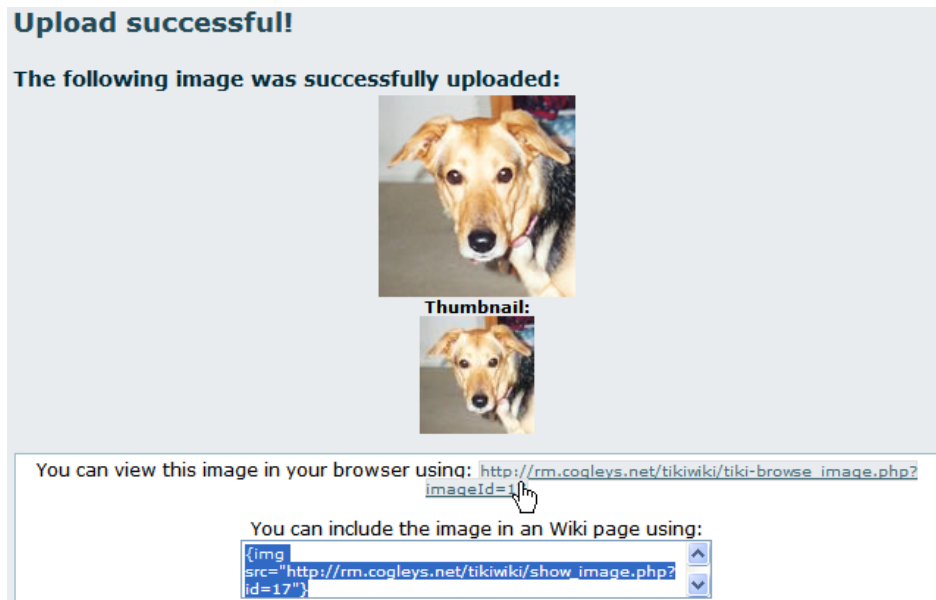 Upload successful!
The following image was successfully uploaded:
Thumbnail:
You can view this image in your browser using: http://rm.cogleys.net/tikiwiki/tiki-browse_image.php?
imageId=1
You can include the image in an Wiki page using:
{img
src="http://rm.cogleys.net/tikiwiki/show_image.php?
id=17"}